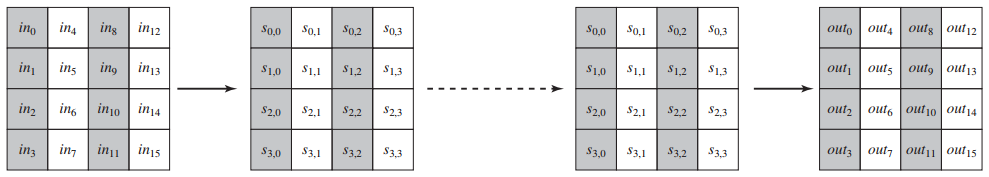 in₀ in₄ in₈ in₁₂ s₀,₀ s₀,₁ s₀,₂ s₀,₃ s₀,₀ s₀,₁ s₀,₂ s₀,₃ out₀ out₄ out₈ out₁₂
in₁ in₅ in₉ in₁₃ s₁,₀ s₁,₁ s₁,₂ s₁,₃ s₁,₀ s₁,₁ s₁,₂ s₁,₃ out₁ out₅ out₉ out₁₃
in₂ in₆ in₁₀ in₁₄ s₂,₀ s₂,₁ s₂,₂ s₂,₃ s₂,₀ s₂,₁ s₂,₂ s₂,₃ out₂ out₆ out₁₀ out₁₄
in₃ in₇ in₁₁ in₁₅ s₃,₀ s₃,₁ s₃,₂ s₃,₃ s₃,₀ s₃,₁ s₃,₂ s₃,₃ out₃ out₇ out₁₁ out₁₅